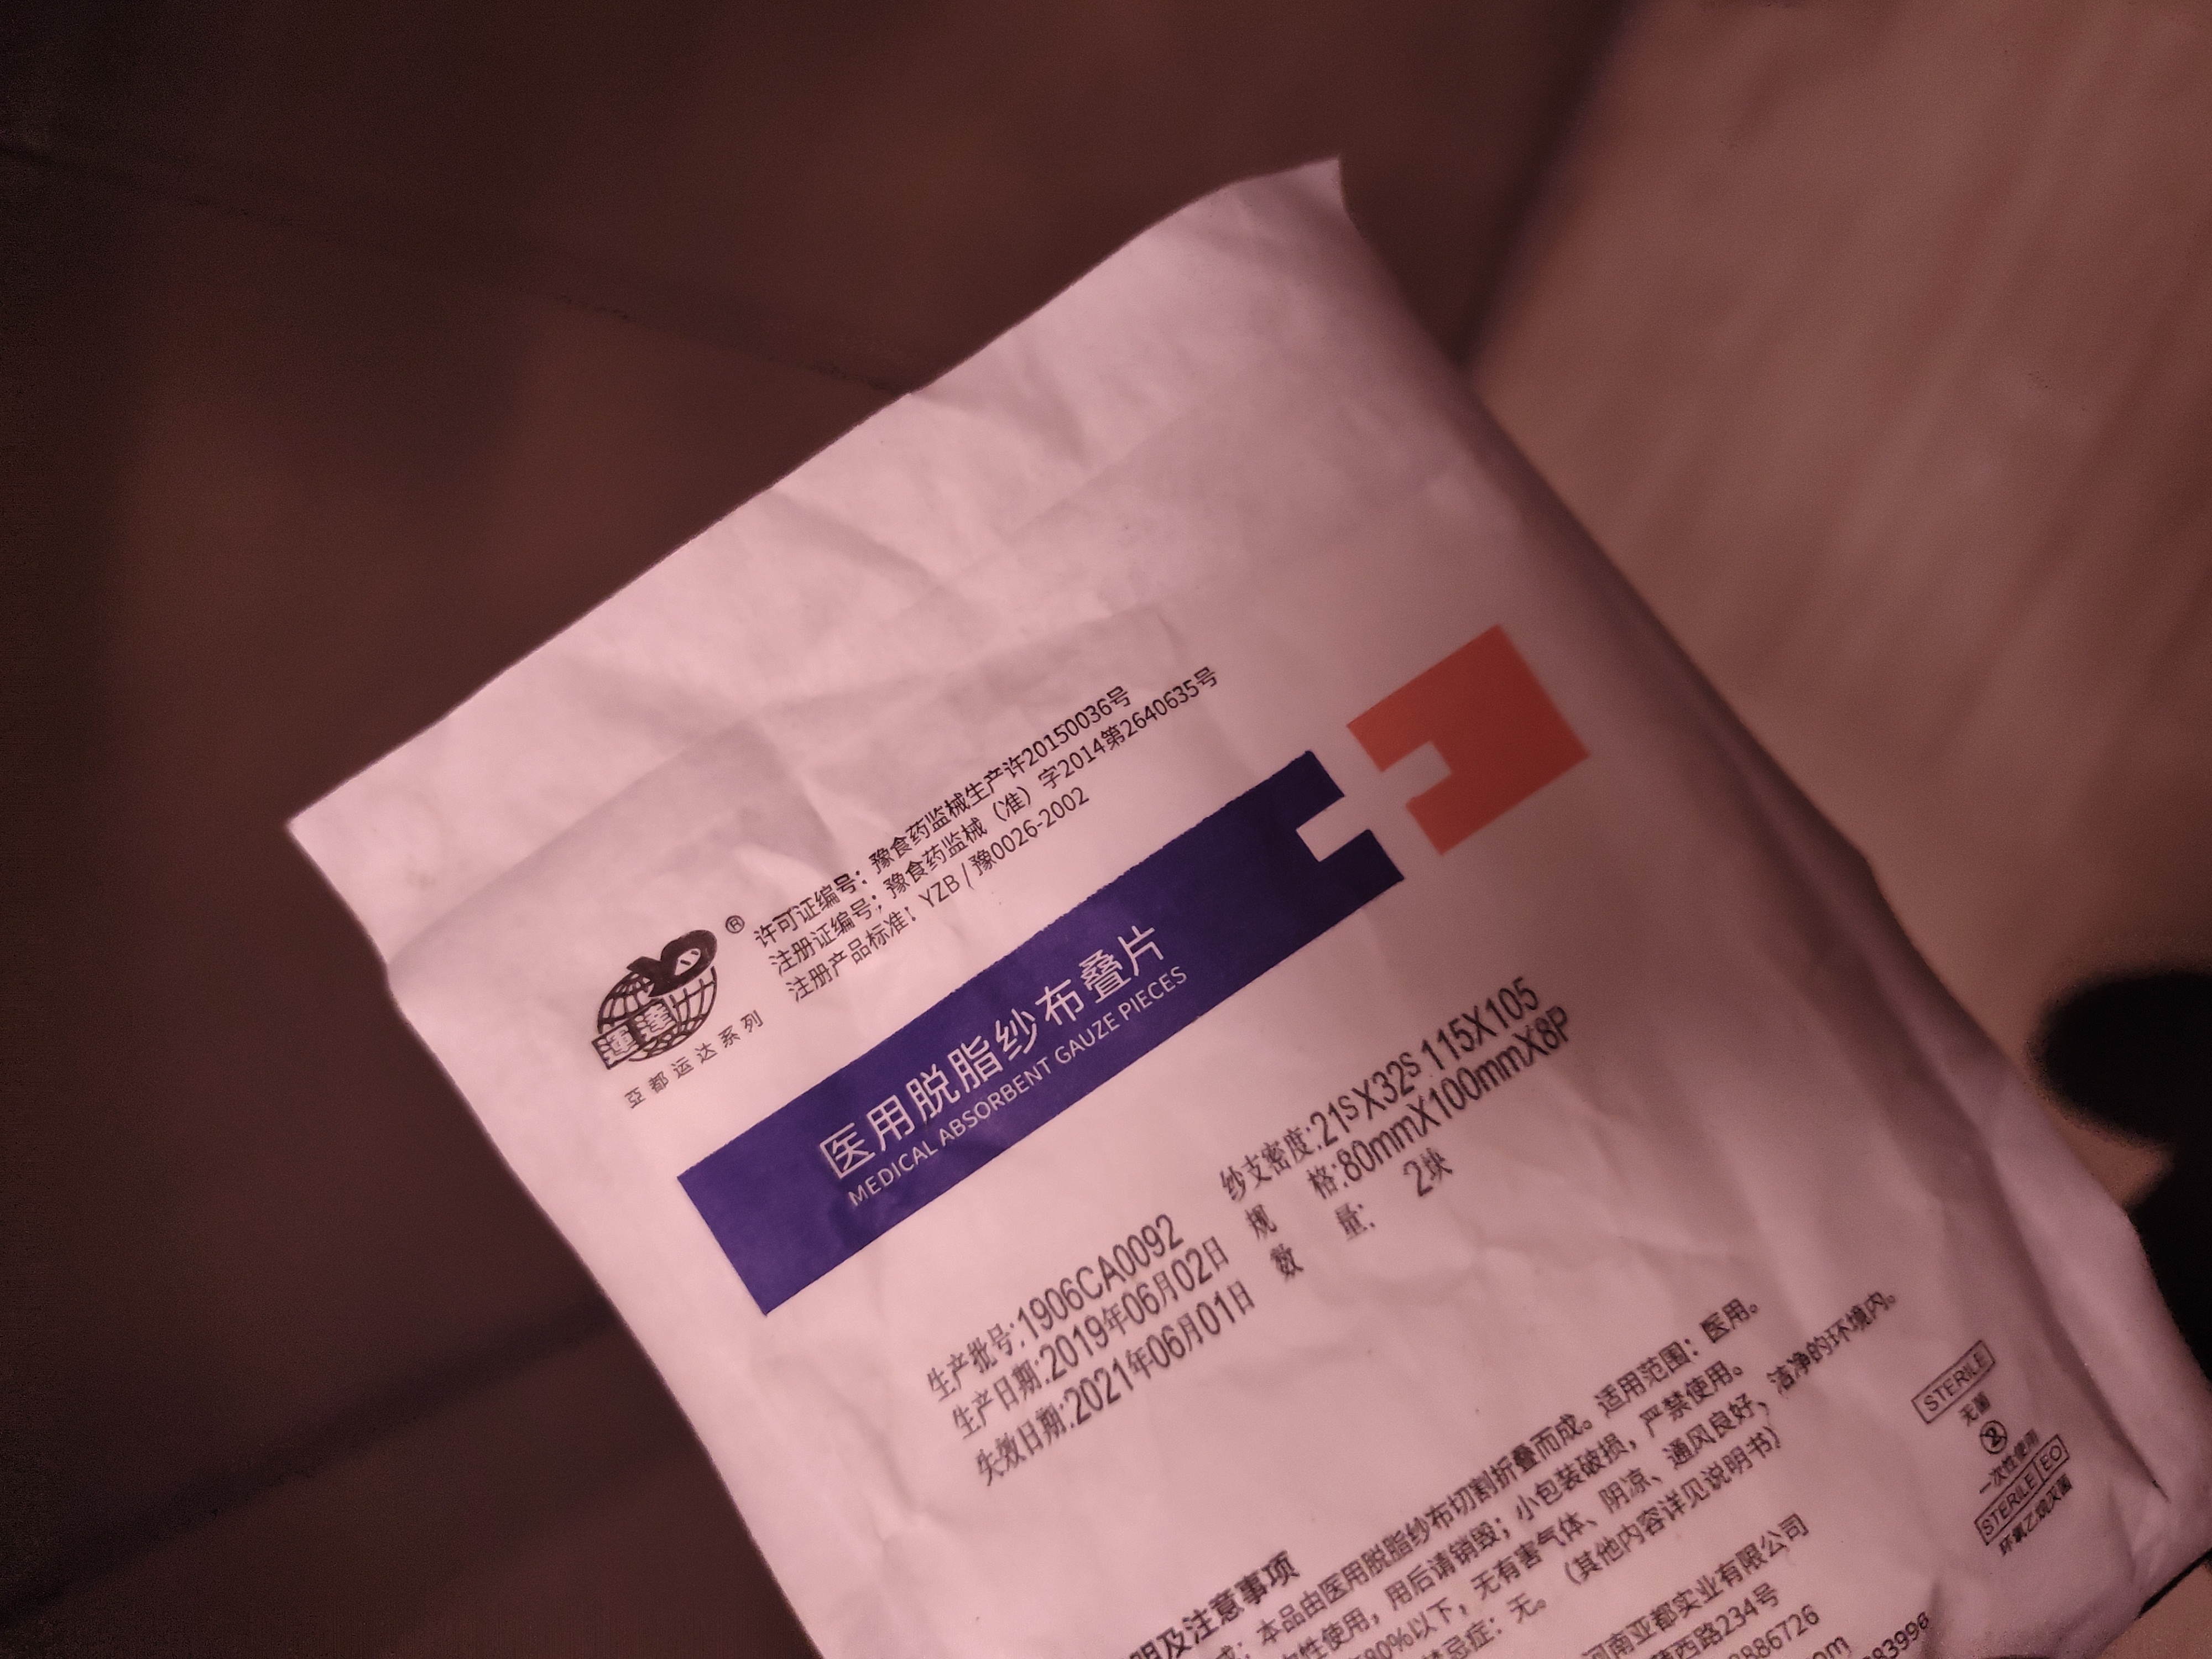 運達
亞都运达系列
®
许可证编号：豫食药监械生产许20150036号
注册证编号：豫食药监械（准）字2014第2640635号
注册产品标准：YZB/豫0026-2002
医用脱脂纱布叠片
MEDICAL ABSORBENT GAUZE PIECES
纱支密度:21SX32S 115X105
规 格:80mmX100mmX8P
数 量: 2块
生产批号:1906CA0092
生产日期:2019年06月02日
失效日期:2021年06月01日
明及注意事项
成：本品由医用脱脂纱布切割折叠而成。适用范围：医用。
性使用，用后请销毁；小包装破损，严禁使用。
80%以下，无有害气体、阴凉、通风良好、洁净的环境内。
忌症：无。（其他内容详见说明书）
河南亚都实业有限公司
西路234号
886726
om
83998
STERILE
无菌
2
一次性使用
STERILE EO
环氧乙烷灭菌